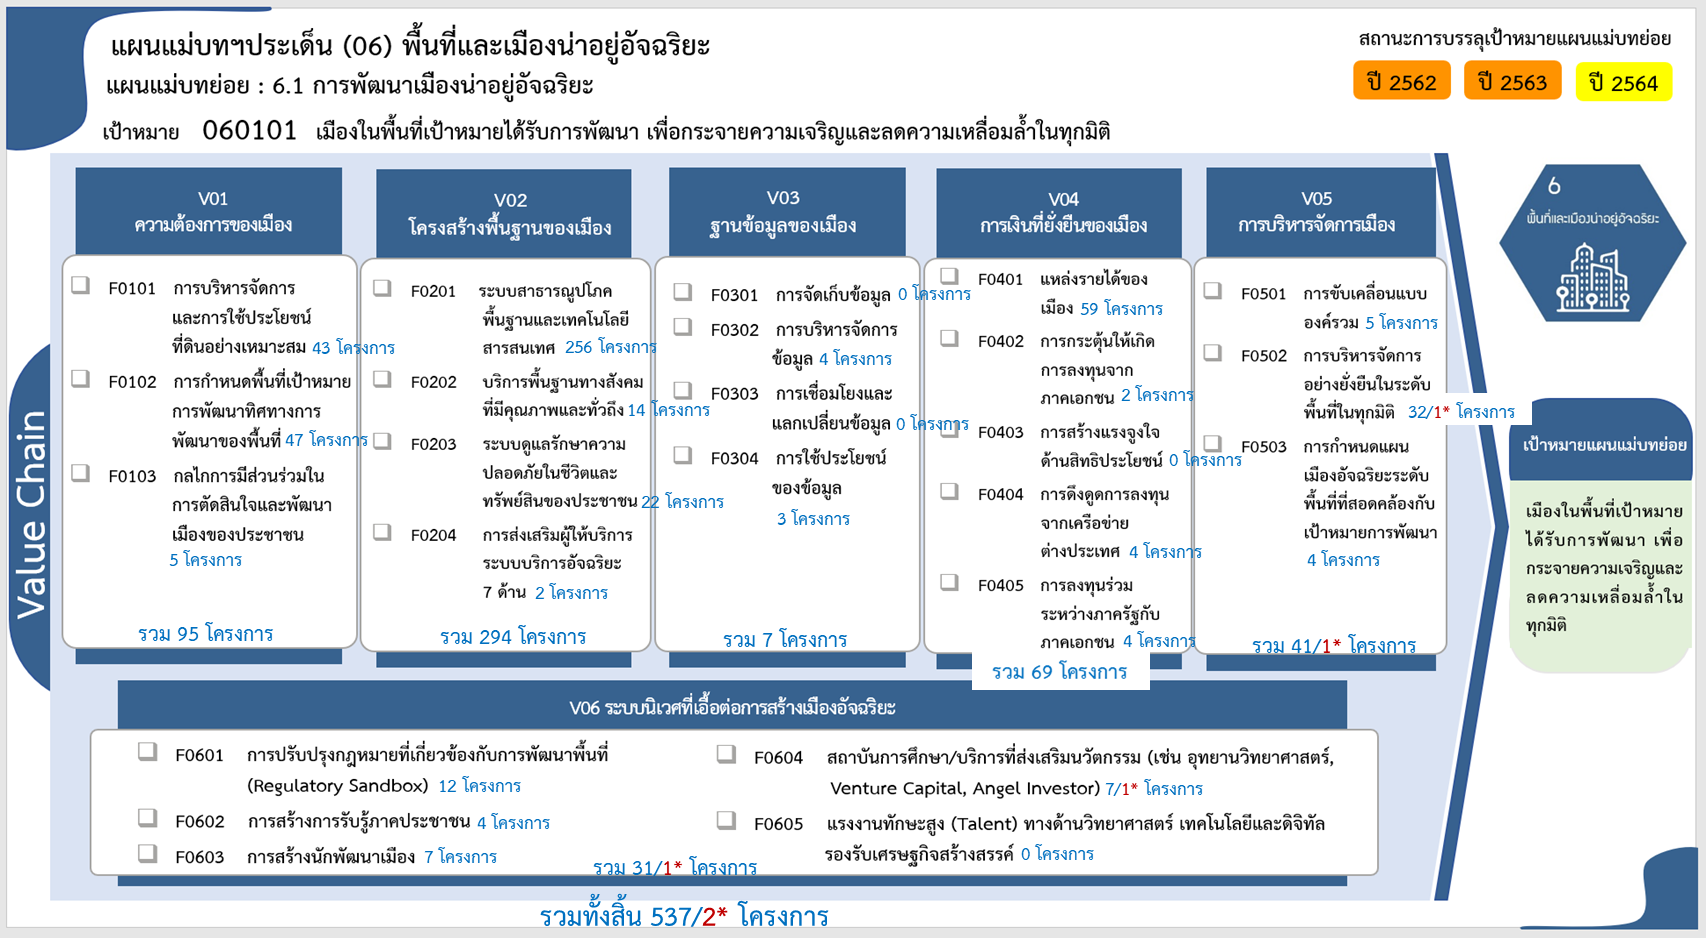 แผนแม่บทฯประเด็น (06) พื้นที่และเมืองน่าอยู่อัจฉริยะ
แผนแม่บทย่อย : 6.1 การพัฒนาเมืองน่าอยู่อัจฉริยะ
เป้าหมาย 060101 เมืองในพื้นที่เป้าหมายได้รับการพัฒนา เพื่อกระจายความเจริญและลดความเหลื่อมล้ำในทุกมิติ
สถานะการบรรลุเป้าหมายแผนแม่บทย่อย
ปี 2562 ปี 2563 ปี 2564
Value Chain
V01
ความต้องการของเมือง
F0101 การบริหารจัดการ
และการใช้ประโยชน์
ที่ดินอย่างเหมาะสม 43 โครงการ
F0102 การกำหนดพื้นที่เป้าหมาย
การพัฒนาทิศทางการ
พัฒนาของพื้นที่ 47 โครงการ
F0103 กลไกการมีส่วนร่วมใน
การตัดสินใจและพัฒนา
เมืองของประชาชน
5 โครงการ
รวม 95 โครงการ
V02
โครงสร้างพื้นฐานของเมือง
F0201 ระบบสาธารณูปโภค
พื้นฐานและเทคโนโลยี
สารสนเทศ 256 โครงการ
F0202 บริการพื้นฐานทางสังคม
ที่มีคุณภาพและทั่วถึง 14 โครงการ
F0203 ระบบดูแลรักษาความ
ปลอดภัยในชีวิตและ
ทรัพย์สินของประชาชน 22 โครงการ
F0204 การส่งเสริมผู้ให้บริการ
ระบบบริการอัจฉริยะ
7 ด้าน 2 โครงการ
รวม 294 โครงการ
V03
ฐานข้อมูลของเมือง
F0301 การจัดเก็บข้อมูล 0 โครงการ
F0302 การบริหารจัดการ
ข้อมูล 4 โครงการ
F0303 การเชื่อมโยงและ
แลกเปลี่ยนข้อมูล 0 โครงการ
F0304 การใช้ประโยชน์
ของข้อมูล
3 โครงการ
รวม 7 โครงการ
V04
การเงินที่ยั่งยืนของเมือง
F0401 แหล่งรายได้ของ
เมือง 59 โครงการ
F0402 การกระตุ้นให้เกิด
การลงทุนจาก
ภาคเอกชน 2 โครงการ
F0403 การสร้างแรงจูงใจ
ด้านสิทธิประโยชน์ 0 โครงการ
F0404 การดึงดูดการลงทุน
จากเครือข่าย
ต่างประเทศ 4 โครงการ
F0405 การลงทุนร่วม
ระหว่างภาครัฐกับ
ภาคเอกชน 4 โครงการ
รวม 69 โครงการ
V05
การบริหารจัดการเมือง
F0501 การขับเคลื่อนแบบ
องค์รวม 5 โครงการ
F0502 การบริหารจัดการ
อย่างยั่งยืนในระดับ
พื้นที่ในทุกมิติ 32/1* โครงการ
F0503 การกำหนดแผน
เมืองอัจฉริยะระดับ
พื้นที่ที่สอดคล้องกับ
เป้าหมายการพัฒนา
4 โครงการ
รวม 41/1* โครงการ
6
พื้นที่และเมืองน่าอยู่อัจฉริยะ
เป้าหมายแผนแม่บทย่อย
เมืองในพื้นที่เป้าหมาย
ได้รับการพัฒนา เพื่อ
กระจายความเจริญและ
ลดความเหลื่อมล้ำใน
ทุกมิติ
V06 ระบบนิเวศที่เอื้อต่อการสร้างเมืองอัจฉริยะ
F0601 การปรับปรุงกฎหมายที่เกี่ยวข้องกับการพัฒนาพื้นที่
(Regulatory Sandbox) 12 โครงการ
F0602 การสร้างการรับรู้ภาคประชาชน 4 โครงการ
F0603 การสร้างนักพัฒนาเมือง 7 โครงการ
F0604 สถาบันการศึกษา/บริการที่ส่งเสริมนวัตกรรม (เช่น อุทยานวิทยาศาสตร์,
Venture Capital, Angel Investor) 7/1* โครงการ
F0605 แรงงานทักษะสูง (Talent) ทางด้านวิทยาศาสตร์ เทคโนโลยีและดิจิทัล
รองรับเศรษฐกิจสร้างสรรค์ 0 โครงการ
รวม 31/1* โครงการ
รวมทั้งสิ้น 537/2* โครงการ